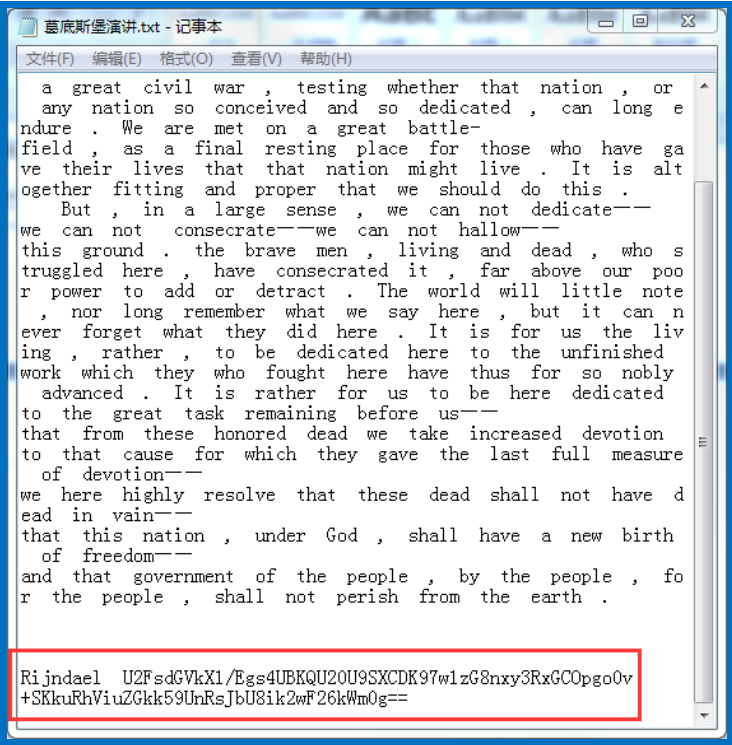 墓底斯堡演讲.txt - 记事本
文件(F) 编辑(E) 格式(O) 查看(V) 帮助(H)
a great civil war , testing whether that nation , or
any nation so conceived and so dedicated , can long e
ndure . We are met on a great battle-
field , as a final resting place for those who have ga
ve their lives that that nation might live . It is alt
ogether fitting and proper that we should do this .
But , in a large sense , we can not dedicate——
we can not consecrate——we can not hallow——
this ground . the brave men , living and dead , who s
truggled here , have consecrated it , far above our poo
r power to add or detract . The world will little note
, nor long remember what we say here , but it can n
ever forget what they did here . It is for us the liv
ing , rather , to be dedicated here to the unfinished
work which they who fought here have thus for so nobly
advanced . It is rather for us to be here dedicated
to the great task remaining before us——
that from these honored dead we take increased devotion
to that cause for which they gave the last full measure
of devotion——
we here highly resolve that these dead shall not have d
ead in vain——
that this nation , under God , shall have a new birth
of freedom——
and that government of the people , by the people , fo
r the people , shall not perish from the earth .
Rijndael U2FsdGVkX1/Egs4UBKQU20U9SXCDK97w1zG8nxy3RxGCOpgo0v
+SKkuRhViuZGkk59UnRsJbU8ik2wF26kWm0g==